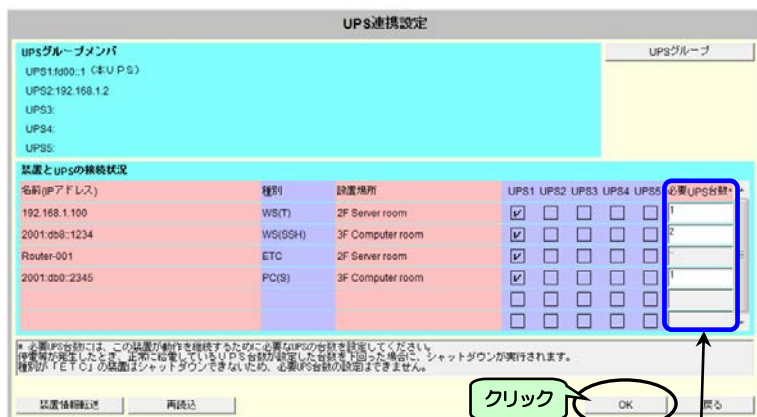 UPS連携設定
UPSグループメンバ
UPSグループ
UPS1:fd00::1 (本UPS)
UPS2:192.168.1.2
UPS3:
UPS4:
UPS5:
装置とUPSの接続状況
名前(IPアドレス) 種別 設置場所 UPS1 UPS2 UPS3 UPS4 UPS5 必要UPS台数*
192.168.1.100 WS(T) 2F Server room 1
2001:db8::1234 WS(SSH) 3F Computer room 2
Router-001 ETC 2F Server room -
2001:db0::2345 PC(S) 3F Computer room 1
* 必要UPS台数には、この装置が動作を継続するために必要なUPSの台数を設定してください。
停電等が発生したとき、正常に給電しているUPS台数が設定した台数を下回った場合に、シャットダウンが実行されます。
種別が「ETC」の装置はシャットダウンできないため、必要UPS台数の設定はできません。
クリック
装置情報転送 再読込 OK 戻る